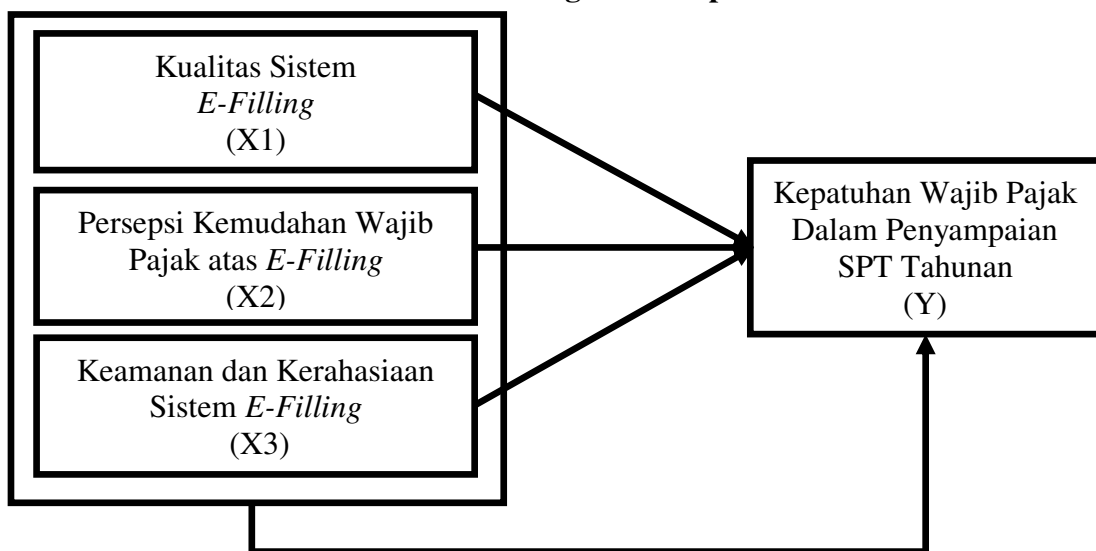 Kualitas Sistem
E-Filling
(X1)
Persepsi Kemudahan Wajib
Pajak atas E-Filling
(X2)
Keamanan dan Kerahasiaan
Sistem E-Filling
(X3)
Kepatuhan Wajib Pajak
Dalam Penyampaian
SPT Tahunan
(Y)